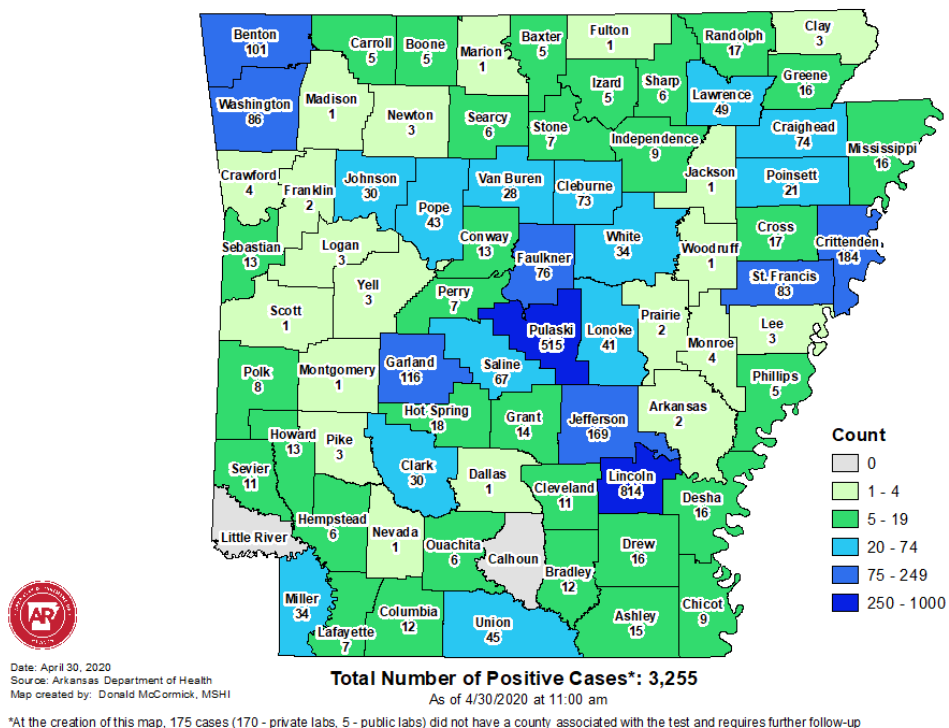 Benton
101
Carroll
5
Boone
5
Marion
1
Baxter
5
Fulton
1
Randolph
17
Clay
3
Washington
86
Madison
1
Newton
3
Searcy
6
Stone
7
Izard
5
Sharp
6
Lawrence
49
Greene
16
Independence
9
Craighead
74
Mississippi
16
Crawford
4
Franklin
2
Johnson
30
Pope
43
Van Buren
28
Cleburne
73
Jackson
1
Poinsett
21
Sebastian
13
Logan
3
Conway
13
Faulkner
76
White
34
Woodruff
1
Cross
17
Crittenden
184
Yell
3
Perry
7
St. Francis
83
Scott
1
Pulaski
515
Lonoke
41
Prairie
2
Monroe
4
Lee
3
Polk
8
Montgomery
1
Garland
116
Saline
67
Phillips
5
Hot Spring
18
Grant
14
Jefferson
169
Arkansas
2
Howard
13
Pike
3
Sevier
11
Clark
30
Dallas
1
Cleveland
11
Lincoln
814
Desha
16
Little River
Hempstead
6
Nevada
1
Ouachita
6
Calhoun
Bradley
12
Drew
16
Miller
34
Lafayette
7
Columbia
12
Union
45
Ashley
15
Chicot
9
Count
0
1 - 4
5 - 19
20 - 74
75 - 249
250 - 1000
AR
Date: April 30, 2020
Source: Arkansas Department of Health
Map created by: Donald McCormick, MSHI
Total Number of Positive Cases*: 3,255
As of 4/30/2020 at 11:00 am
*At the creation of this map, 175 cases (170 - private labs, 5 - public labs) did not have a county associated with the test and requires further follow-up